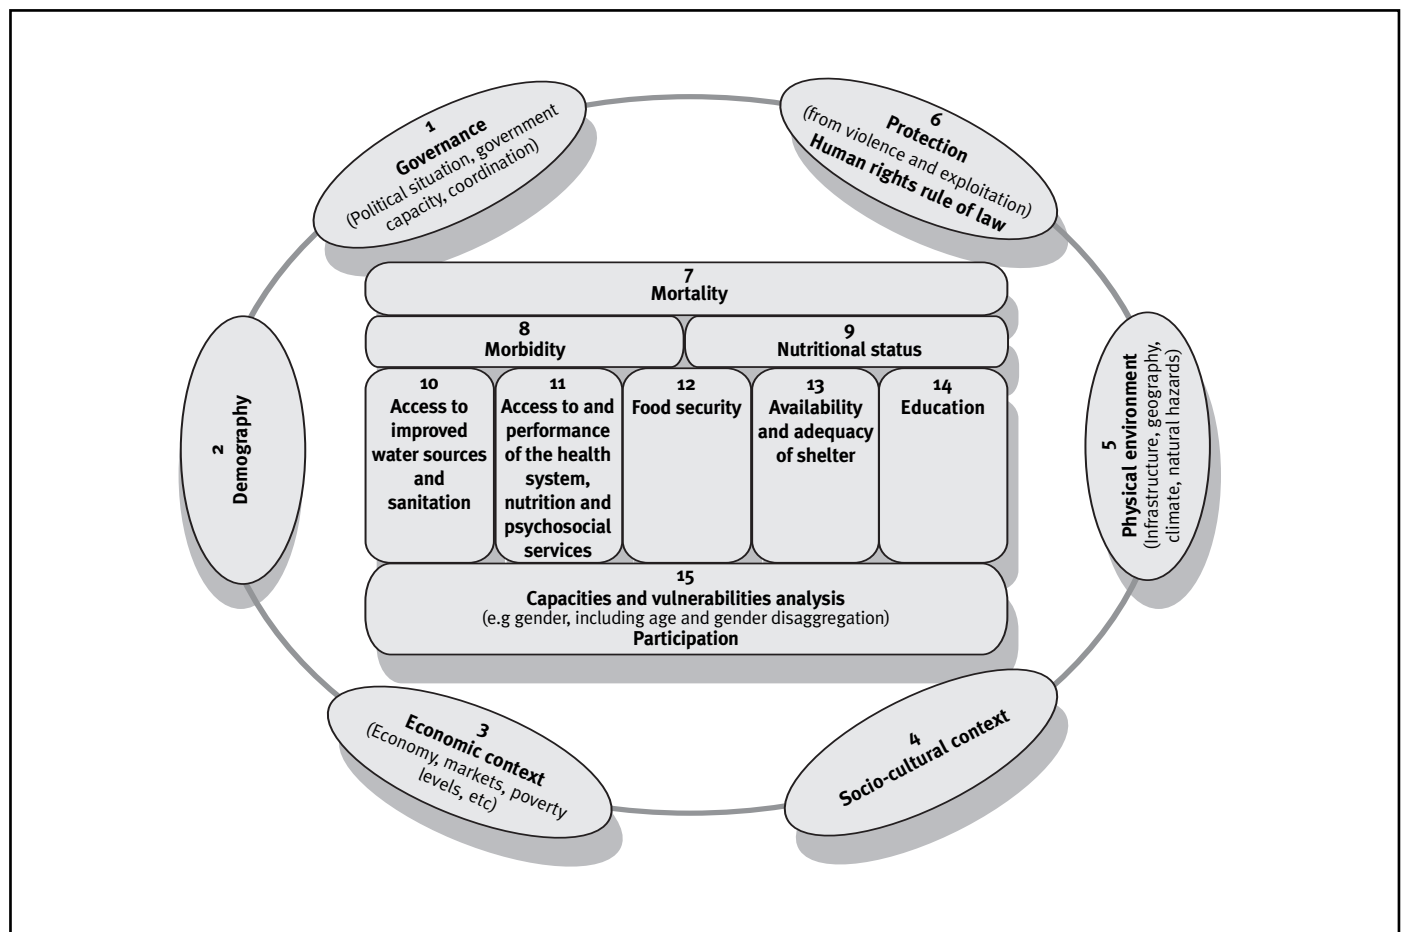 1
Governance
(Political situation, government
capacity, coordination)
6
Protection
(from violence and exploitation)
Human rights rule of law
7
Mortality
8
Morbidity
9
Nutritional status
10
Access to
improved
water sources
and
sanitation
11
Access to and
performance
of the health
system,
nutrition and
psychosocial
services
12
Food security
13
Availability
and adequacy
of shelter
14
Education
15
Capacities and vulnerabilities analysis
(e.g gender, including age and gender disaggregation)
Participation
2
Demography
5
Physical environment
(Infrastructure, geography,
climate, natural hazards)
3
Economic context
(Economy, markets, poverty
levels, etc)
4
Socio-cultural context